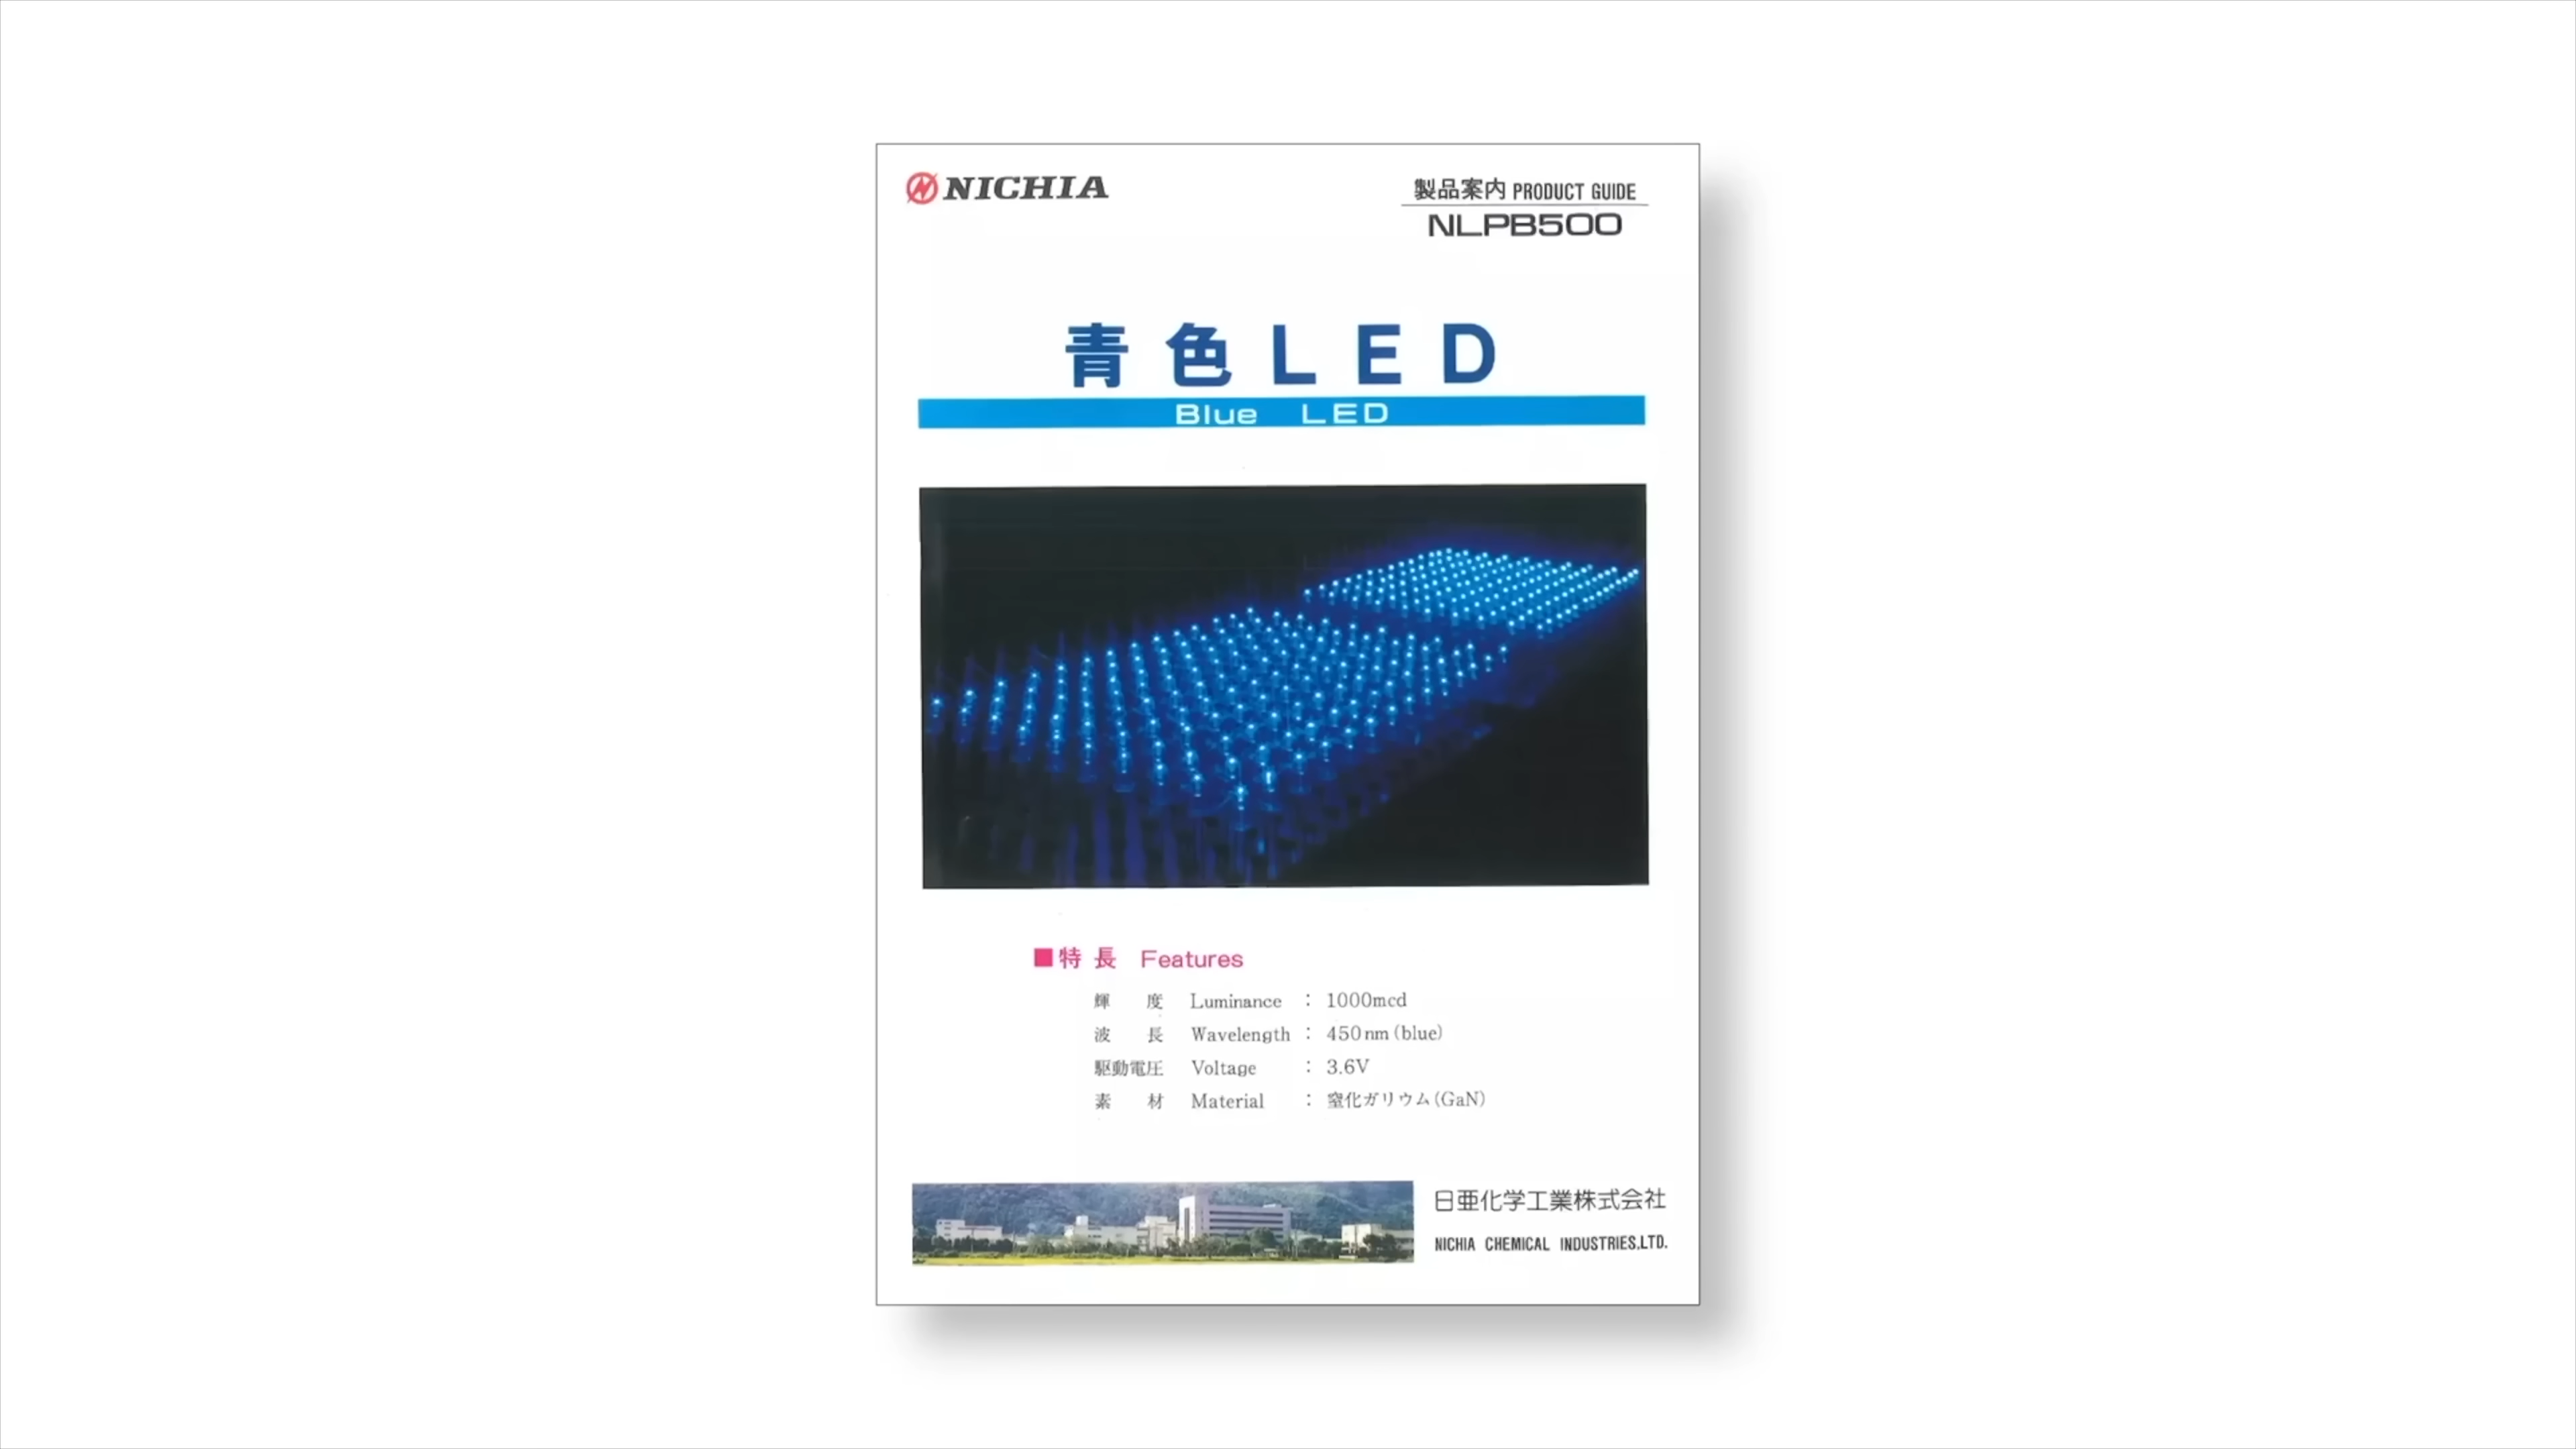 NICHIA
製品案内 PRODUCT GUIDE
NLPB500
青色LED
Blue LED
■特長 Features
輝度 Luminance : 1000mcd
波長 Wavelength : 450nm(blue)
駆動電圧 Voltage : 3.6V
素材 Material : 窒化ガリウム(GaN)
日亜化学工業株式会社
NICHIA CHEMICAL INDUSTRIES,LTD.